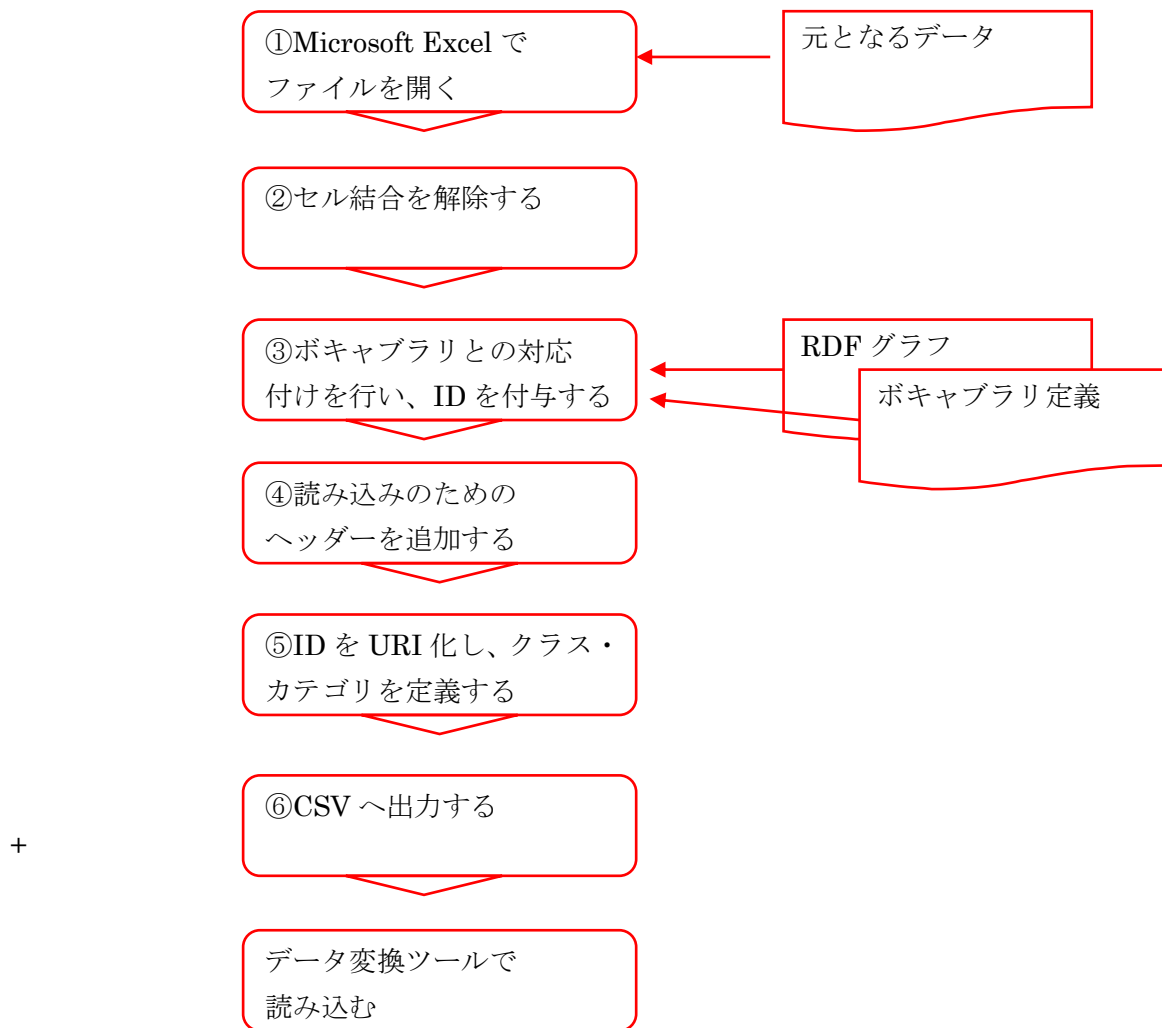 ①Microsoft Excel で
ファイルを開く
元となるデータ
②セル結合を解除する
③ボキャブラリとの対応
付けを行い、ID を付与する
RDF グラフ
ボキャブラリ定義
④読み込みのための
ヘッダーを追加する
⑤ID を URI 化し、クラス・
カテゴリを定義する
⑥CSV へ出力する
+
データ変換ツールで
読み込む